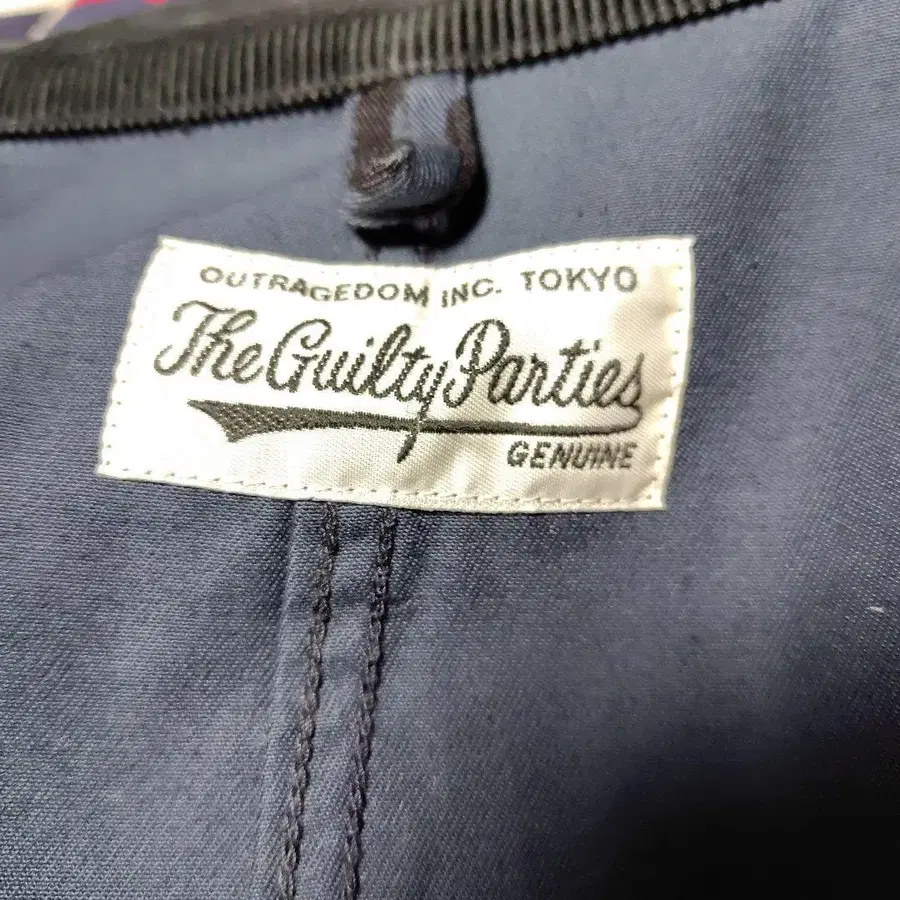 OUTRAGEDOM INC. TOKYO
The Guilty Parties
GENUINE